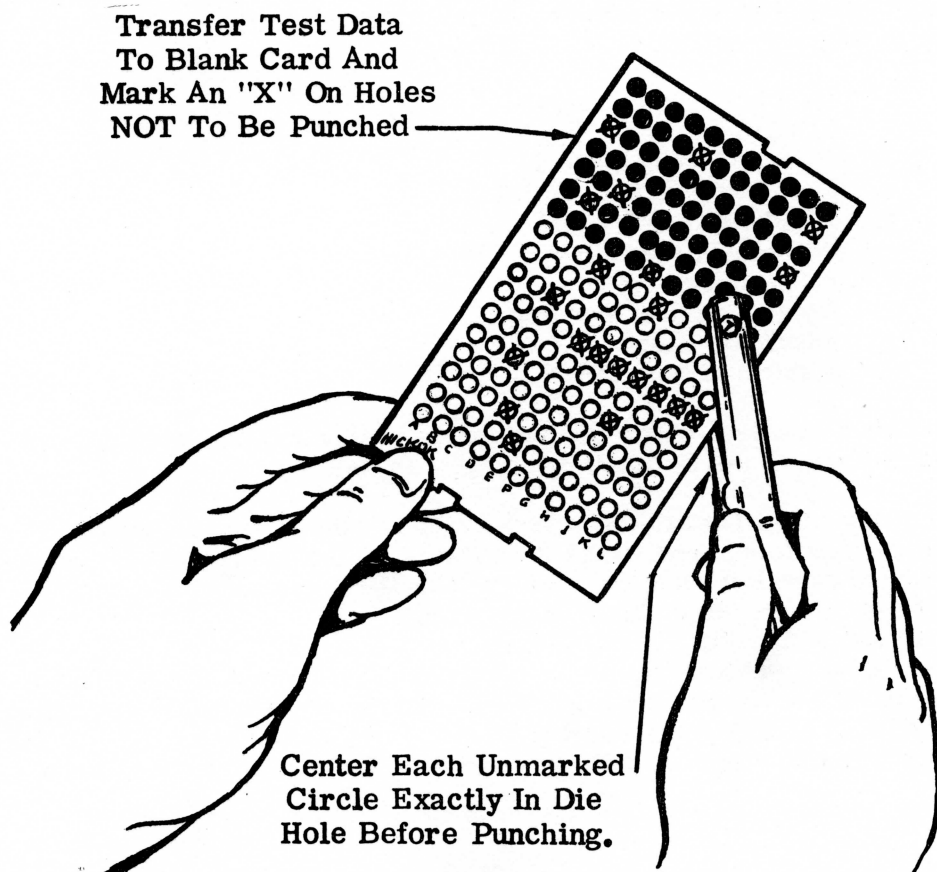 Transfer Test Data
To Blank Card And
Mark An "X" On Holes
NOT To Be Punched
A B C D E F G H J K L
Center Each Unmarked
Circle Exactly In Die
Hole Before Punching.